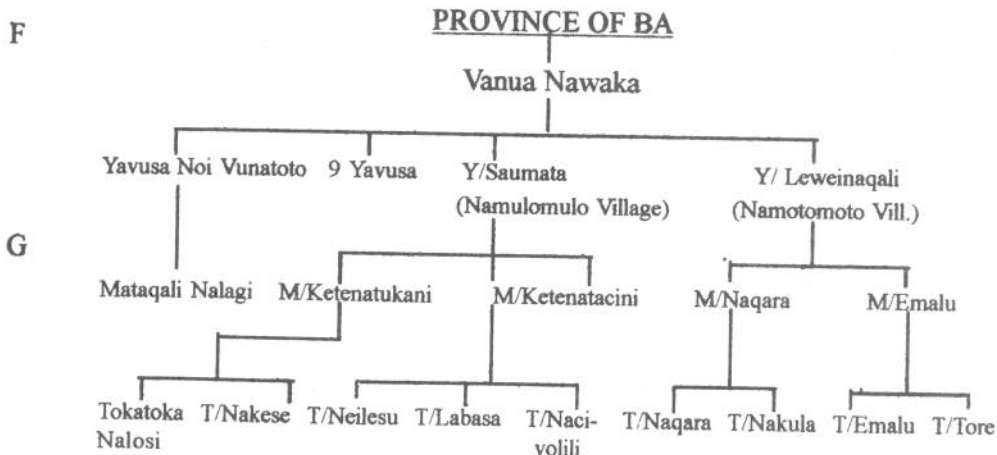 F
PROVINCE OF BA
Vanua Nawaka
Yavusa Noi Vunatoto 9 Yavusa Y/Saumata Y/ Leweinaqali
(Namulomulo Village) (Namotomoto Vill.)
G
Mataqali Nalagi M/Ketenatukani M/Ketenatacini M/Naqara M/Emalu
Tokatoka T/Nakese T/Neilesu T/Labasa T/Naci- T/Naqara T/Nakula T/Emalu T/Tore
Nalosi volili